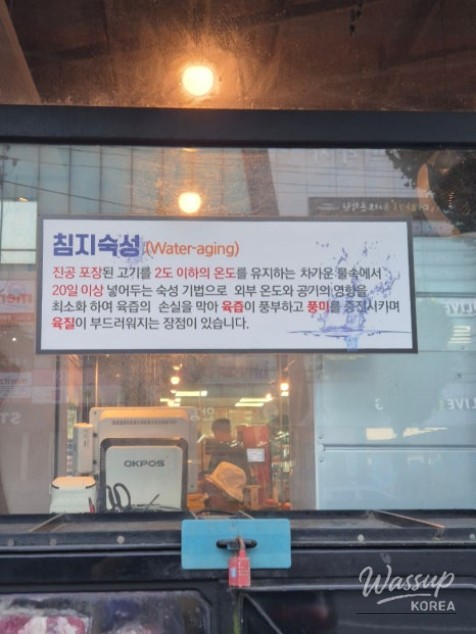 침지숙성(Water-aging)
진공 포장된 고기를 2도 이하의 온도를 유지하는 차가운 물속에서
20일 이상 넣어두는 숙성 기법으로 외부 온도와 공기의 영향을
최소화 하여 육즙의 손실을 막아 육즙이 풍부하고 풍미를 증진시키며
육질이 부드러워지는 장점이 있습니다.
OKPOS
Wassup
KOREA